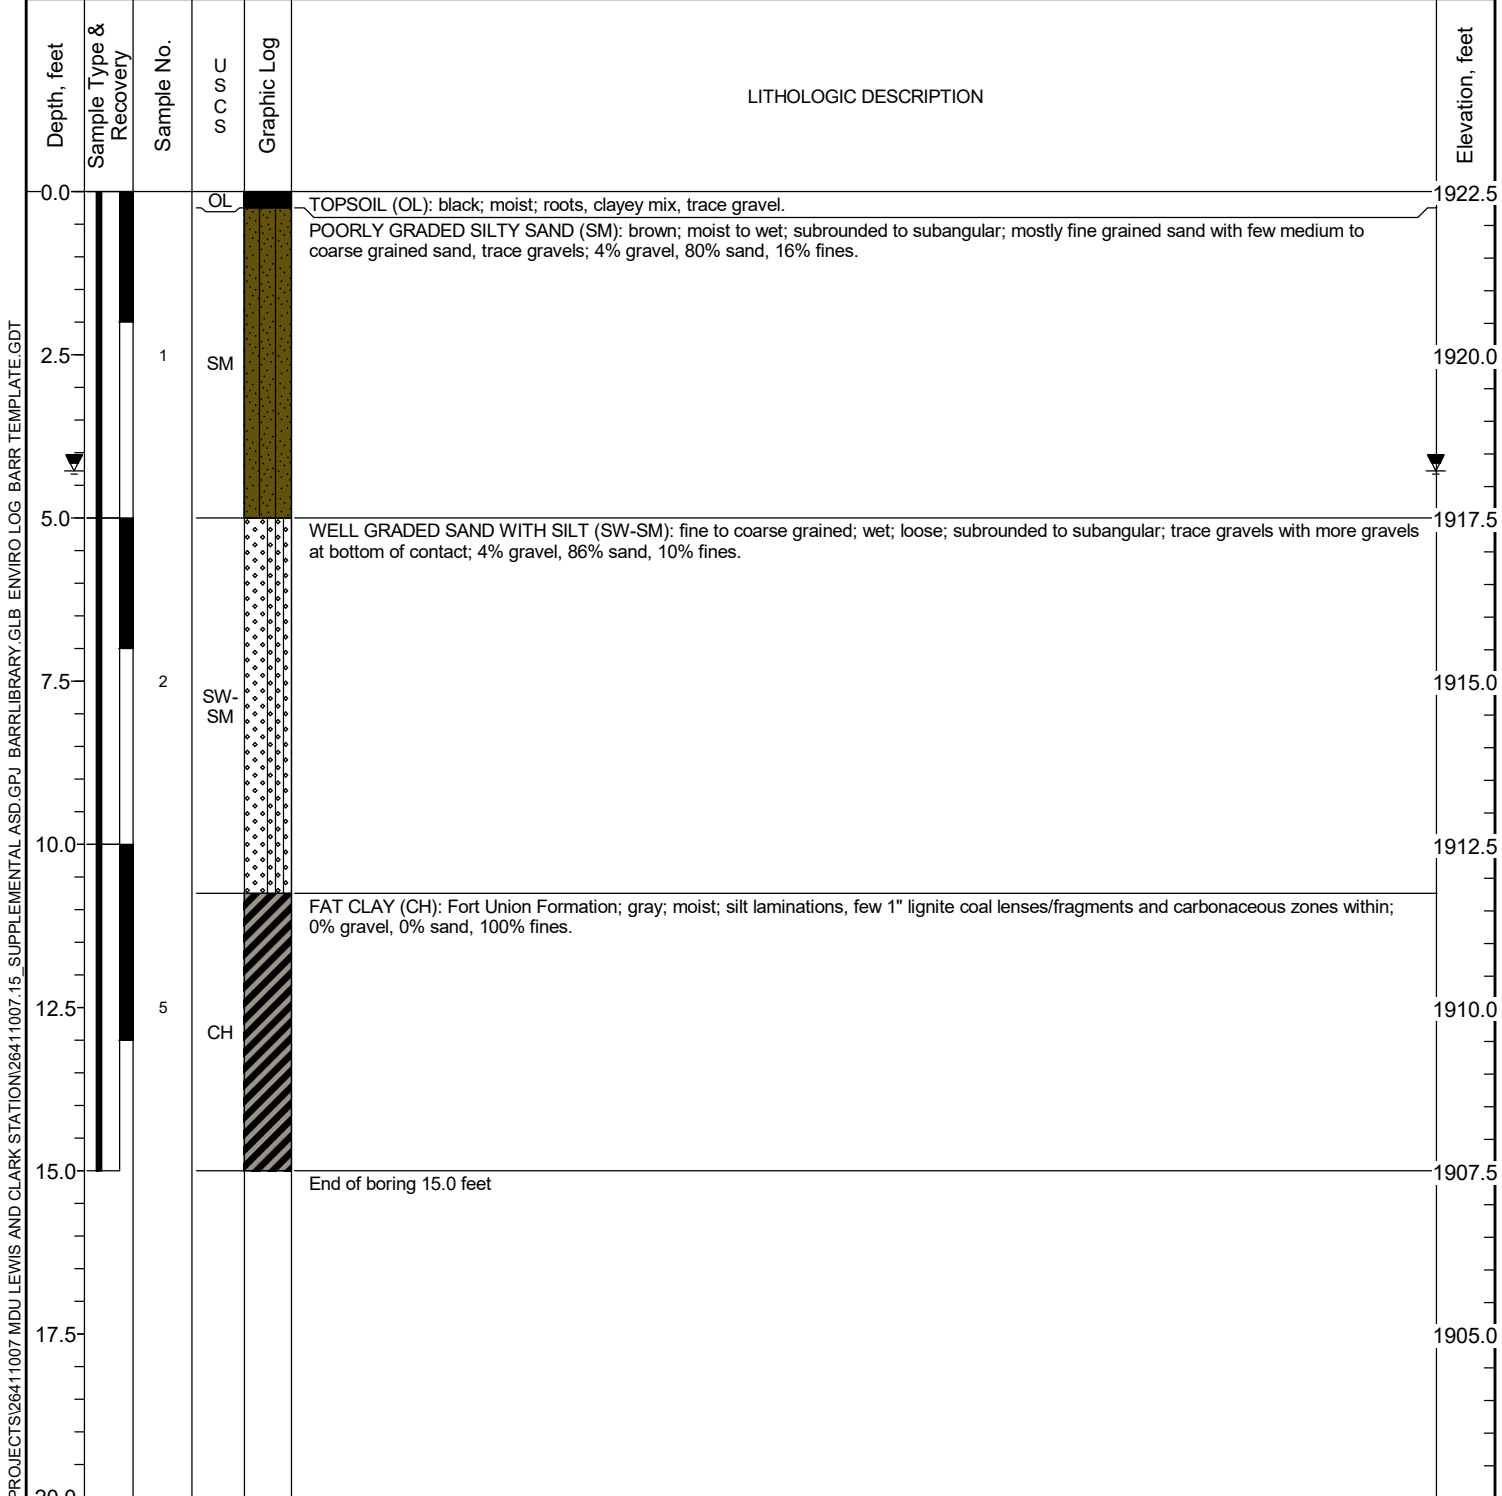 Depth, feet
Sample Type &
Recovery
Sample No.
U
S
C
S
Graphic Log
LITHOLOGIC DESCRIPTION
Elevation, feet
0.0
OL
TOPSOIL (OL): black; moist; roots, clayey mix, trace gravel.
1922.5
POORLY GRADED SILTY SAND (SM): brown; moist to wet; subrounded to subangular; mostly fine grained sand with few medium to
coarse grained sand, trace gravels; 4% gravel, 80% sand, 16% fines.
2.5
1
SM
1920.0
5.0
1917.5
WELL GRADED SAND WITH SILT (SW-SM): fine to coarse grained; wet; loose; subrounded to subangular; trace gravels with more gravels
at bottom of contact; 4% gravel, 86% sand, 10% fines.
7.5
2
SW-
SM
1915.0
10.0
1912.5
FAT CLAY (CH): Fort Union Formation; gray; moist; silt laminations, few 1" lignite coal lenses/fragments and carbonaceous zones within;
0% gravel, 0% sand, 100% fines.
12.5
5
CH
1910.0
15.0
1907.5
End of boring 15.0 feet
17.5
1905.0
20.0
PROJECTS\26411007 MDU LEWIS AND CLARK STATION\26411007.15_SUPPLEMENTAL ASD.GPJ BARRLIBRARY.GLB ENVIRO LOG BARR TEMPLATE.GDT